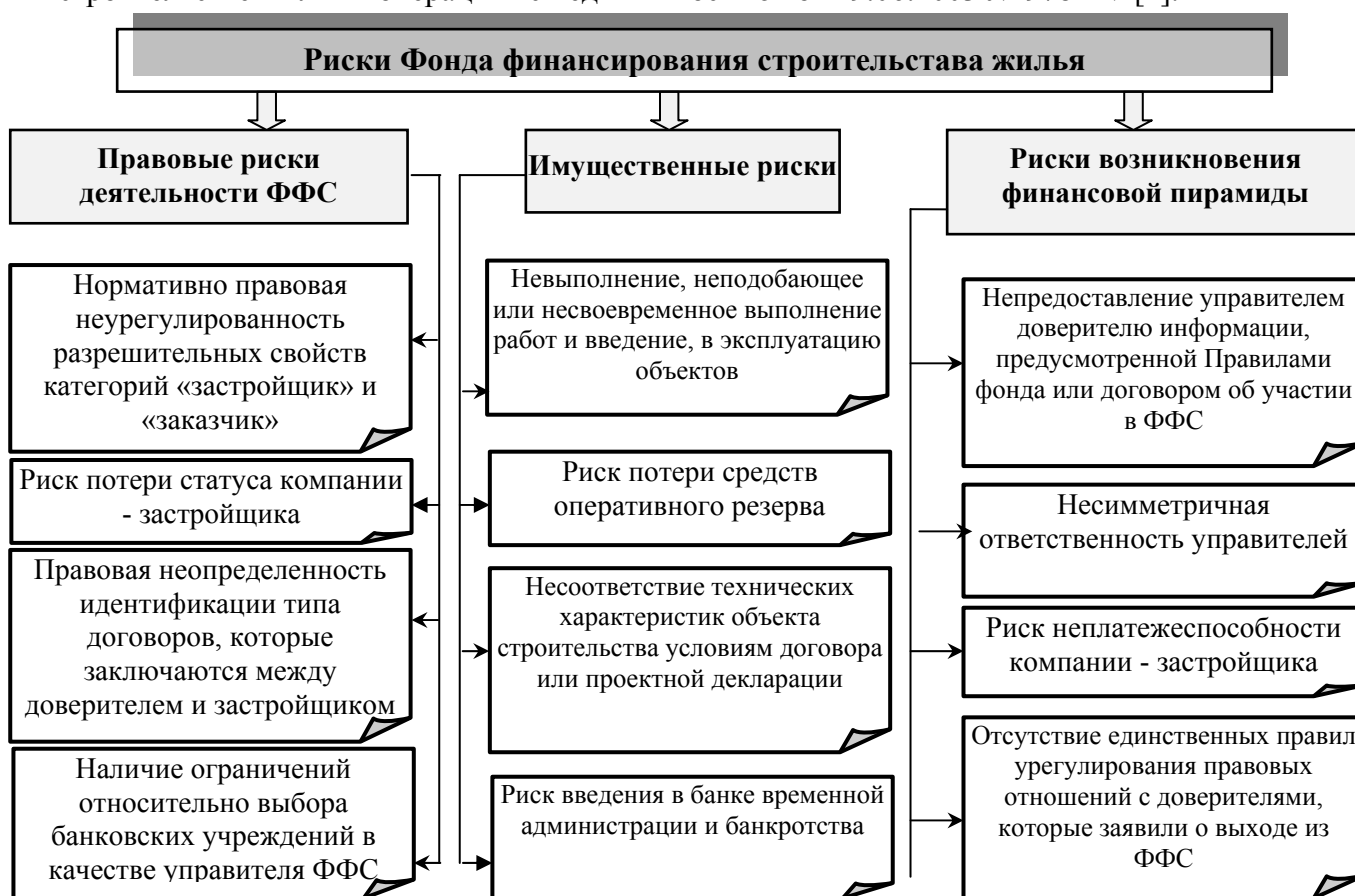 Риски Фонда финансирования строительстава жилья
Правовые риски
деятельности ФФС
Имущественные риски
Риски возникновения
финансовой пирамиды
Нормативно правовая
неурегулированность
разрешительных свойств
категорий «застройщик» и
«заказчик»
Риск потери статуса компании
- застройщика
Правовая неопределенность
идентификации типа
договоров, которые
заключаются между
доверителем и застройщиком
Наличие ограничений
относительно выбора
банковских учреждений в
качестве управителя ФФС
Невыполнение, неподобающее
или несвоевременное выполнение
работ и введение, в эксплуатацию
объектов
Риск потери средств
оперативного резерва
Несоответствие технических
характеристик объекта
строительства условиям договора
или проектной декларации
Риск введения в банке временной
администрации и банкротства
Непредоставление управителем
доверителю информации,
предусмотренной Правилами
фонда или договором об участии
в ФФС
Несимметричная
ответственность управителей
Риск неплатежеспособности
компании - застройщика
Отсутствие единственных правил
урегулирования правовых
отношений с доверителями,
которые заявили о выходе из
ФФС